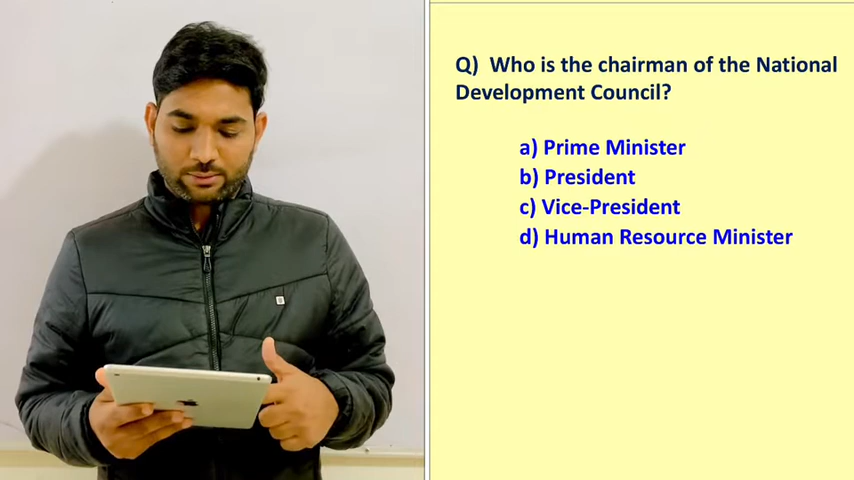 Q) Who is the chairman of the National
Development Council?
a) Prime Minister
b) President
c) Vice-President
d) Human Resource Minister